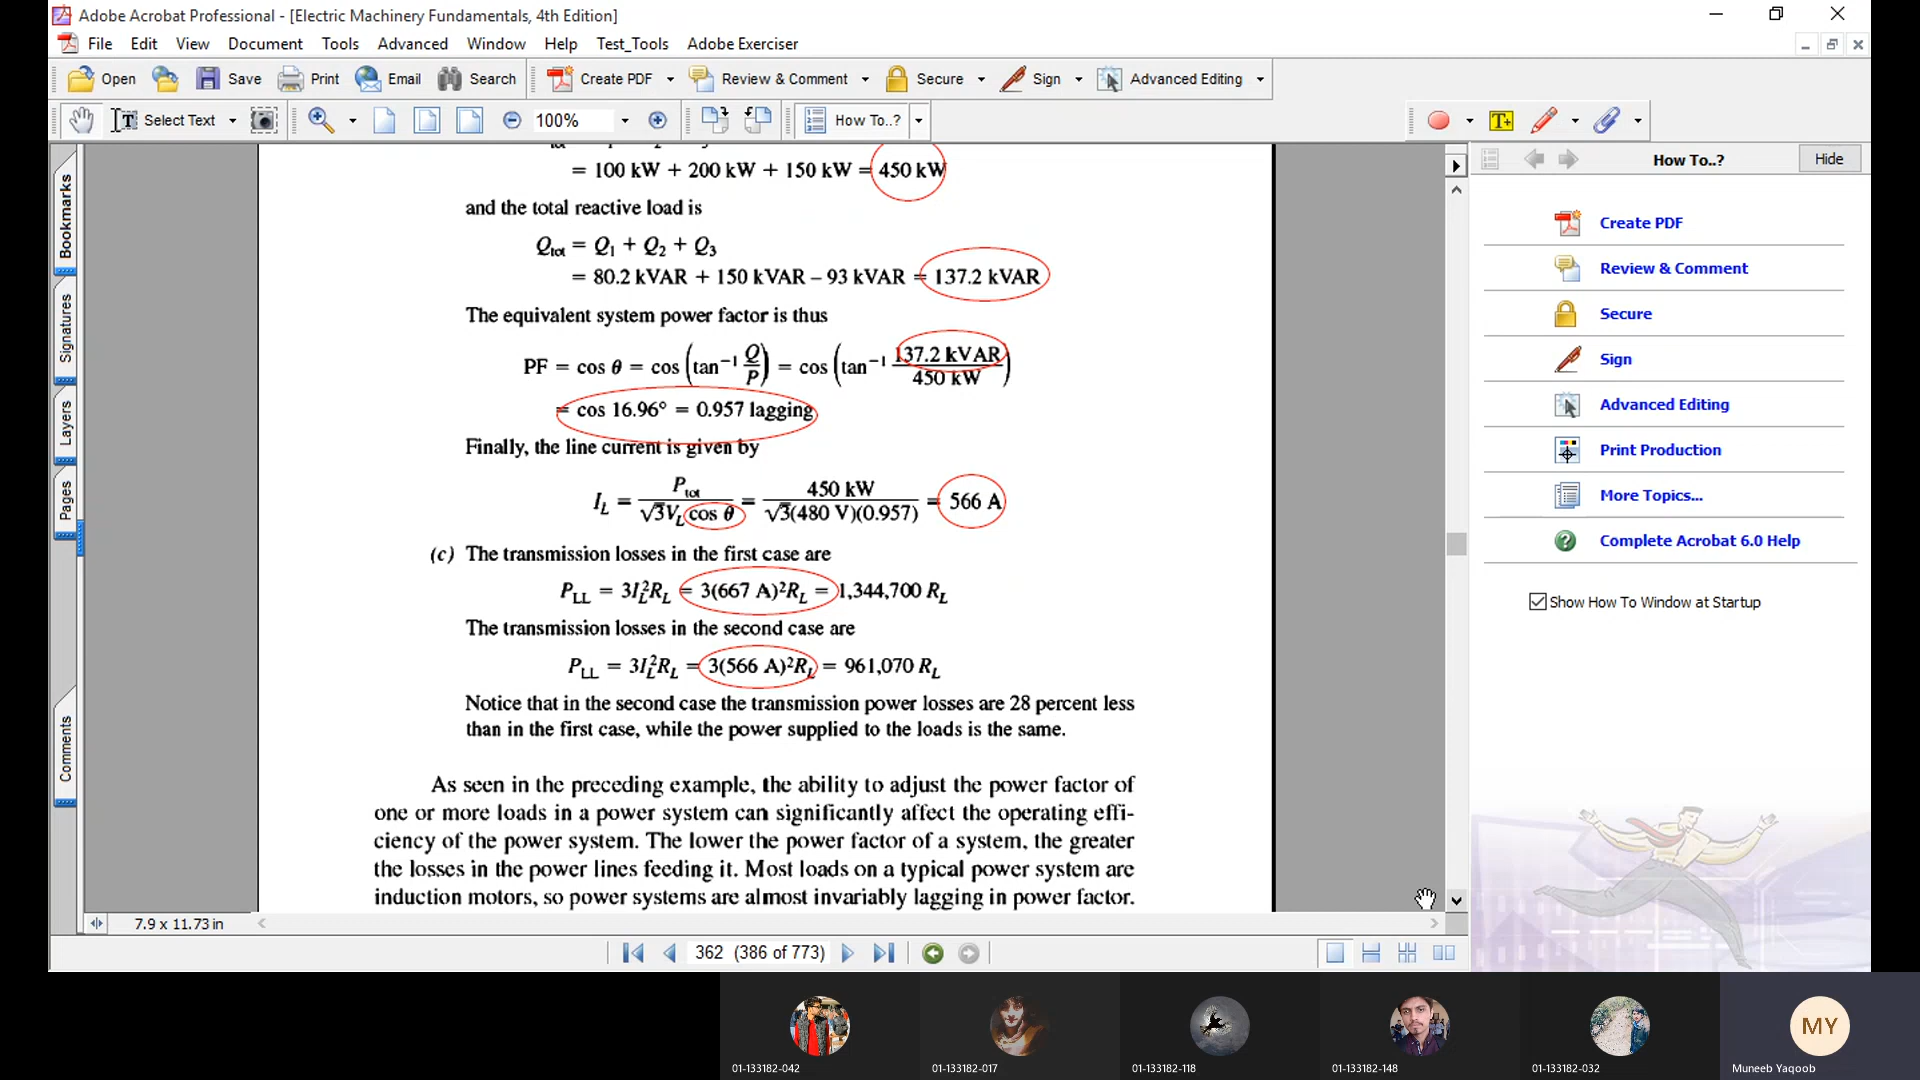 Adobe Acrobat Professional - [Electric Machinery Fundamentals, 4th Edition]
File Edit View Document Tools Advanced Window Help Test_Tools Adobe Exerciser
Open Save Print Email Search Create PDF Review & Comment Secure Sign Advanced Editing
Select Text 100% How To..?
Bookmarks
Signatures
Layers
Pages
Comments
= 100 kW + 200 kW + 150 kW = 450 kW
and the total reactive load is
Qtot = Q1 + Q2 + Q3
= 80.2 kVAR + 150 kVAR – 93 kVAR = 137.2 kVAR
The equivalent system power factor is thus
PF = cos θ = cos (tan⁻¹ Q/P) = cos (tan⁻¹ 137.2 kVAR/450 kW)
= cos 16.96° = 0.957 lagging
Finally, the line current is given by
IL = Ptot/√3VL cos θ = 450 kW/√3(480 V)(0.957) = 566 A
(c) The transmission losses in the first case are
PLL = 3I²LRL = 3(667 A)²RL = 1,344,700 RL
The transmission losses in the second case are
PLL = 3I²LRL = 3(566 A)²RL = 961,070 RL
Notice that in the second case the transmission power losses are 28 percent less
than in the first case, while the power supplied to the loads is the same.
As seen in the preceding example, the ability to adjust the power factor of
one or more loads in a power system can significantly affect the operating effi-
ciency of the power system. The lower the power factor of a system, the greater
the losses in the power lines feeding it. Most loads on a typical power system are
induction motors, so power systems are almost invariably lagging in power factor.
How To..? Hide
Create PDF
Review & Comment
Secure
Sign
Advanced Editing
Print Production
More Topics...
Complete Acrobat 6.0 Help
Show How To Window at Startup
7.9 x 11.73 in
362 (386 of 773)
MY
01-133182-042 01-133182-017 01-133182-118 01-133182-148 01-133182-032 Muneeb Yaqoob